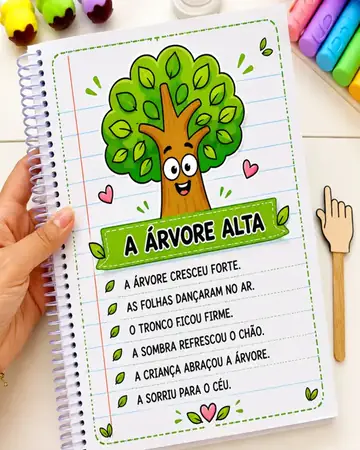 A ÁRVORE ALTA
A ÁRVORE CRESCEU FORTE.
AS FOLHAS DANÇARAM NO AR.
O TRONCO FICOU FIRME.
A SOMBRA REFRESCOU O CHÃO.
A CRIANÇA ABRAÇOU A ÁRVORE.
A SORRIU PARA O CÉU.